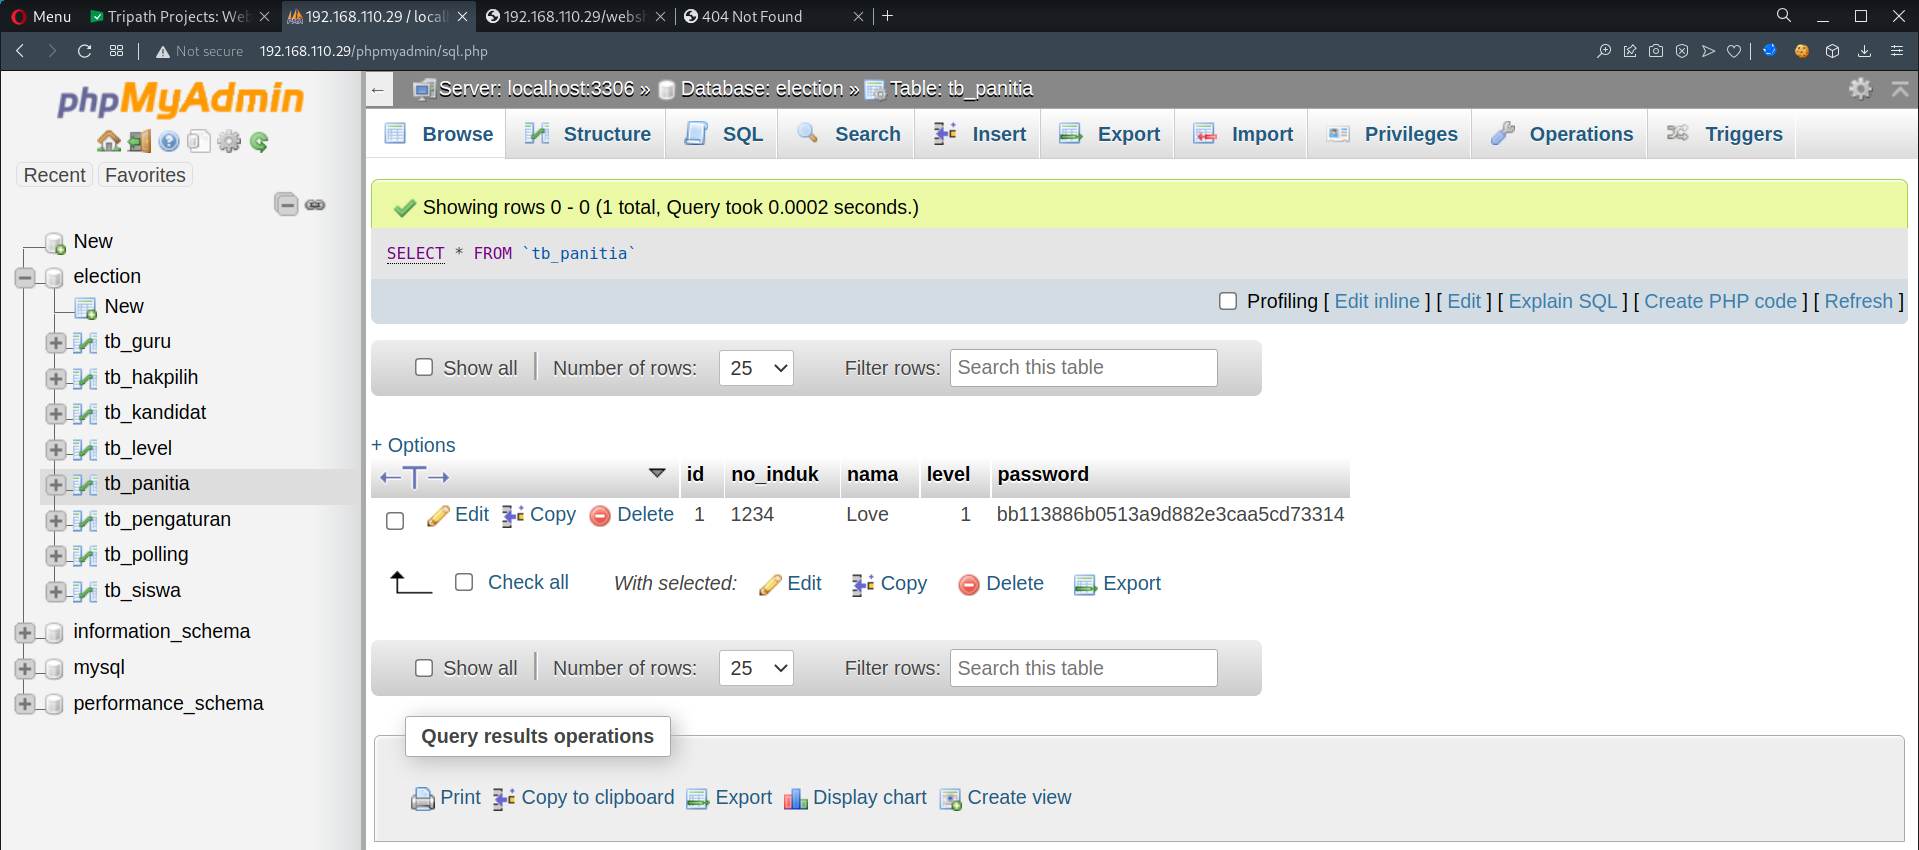 Menu
Tripath Projects: Web
192.168.110.29 / local
192.168.110.29/websh
404 Not Found
Not secure 192.168.110.29/phpmyadmin/sql.php
phpMyAdmin
Recent Favorites
New
election
New
tb_guru
tb_hakpilih
tb_kandidat
tb_level
tb_panitia
tb_pengaturan
tb_polling
tb_siswa
information_schema
mysql
performance_schema
Server: localhost:3306 » Database: election » Table: tb_panitia
Browse Structure SQL Search Insert Export Import Privileges Operations Triggers
Showing rows 0 - 0 (1 total, Query took 0.0002 seconds.)
SELECT * FROM `tb_panitia`
Profiling [ Edit inline ] [ Edit ] [ Explain SQL ] [ Create PHP code ] [ Refresh ]
Show all Number of rows: 25 Filter rows: Search this table
+ Options
←T→ id no_induk nama level password
Edit Copy Delete 1 1234 Love 1 bb113886b0513a9d882e3caa5cd73314
Check all With selected: Edit Copy Delete Export
Show all Number of rows: 25 Filter rows: Search this table
Query results operations
Print Copy to clipboard Export Display chart Create view